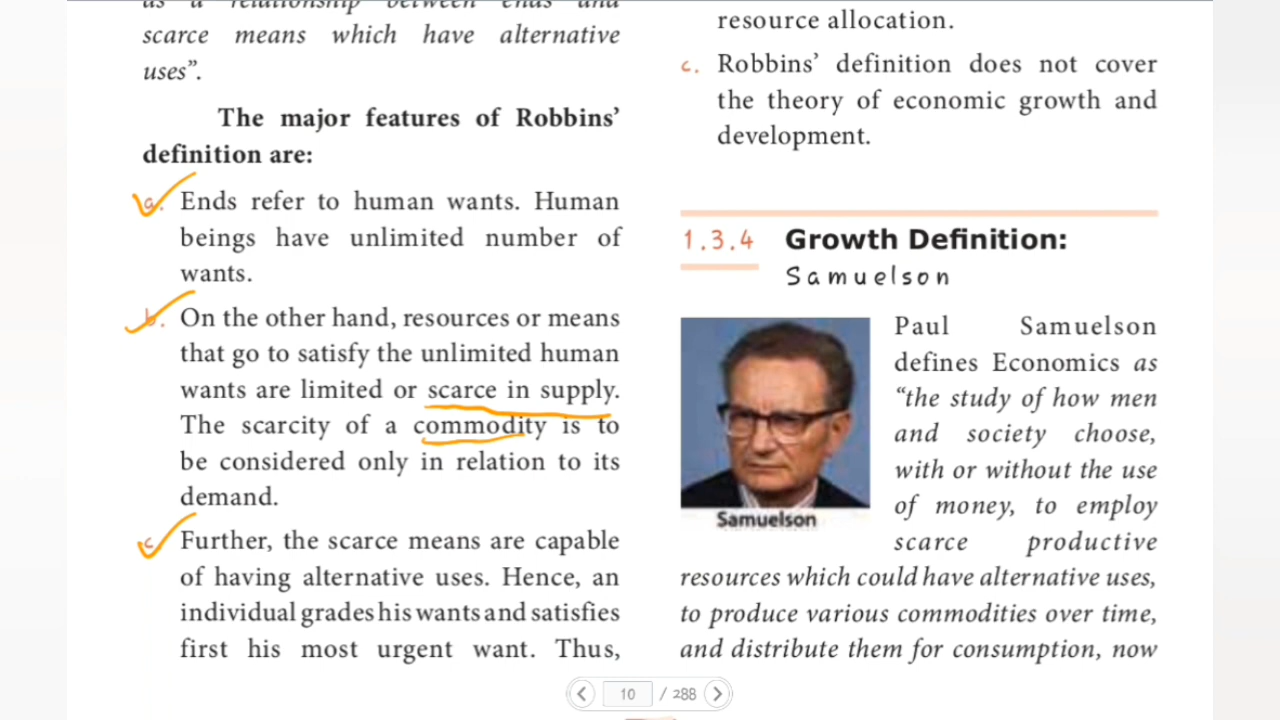 as a relationship between ends and
scarce means which have alternative
uses”.
The major features of Robbins’
definition are:
a. Ends refer to human wants. Human
beings have unlimited number of
wants.
b. On the other hand, resources or means
that go to satisfy the unlimited human
wants are limited or scarce in supply.
The scarcity of a commodity is to
be considered only in relation to its
demand.
c. Further, the scarce means are capable
of having alternative uses. Hence, an
individual grades his wants and satisfies
first his most urgent want. Thus,
resource allocation.
c. Robbins’ definition does not cover
the theory of economic growth and
development.
1.3.4 Growth Definition:
Samuelson
Samuelson
Paul Samuelson
defines Economics as
“the study of how men
and society choose,
with or without the use
of money, to employ
scarce productive
resources which could have alternative uses,
to produce various commodities over time,
and distribute them for consumption, now
10 / 288